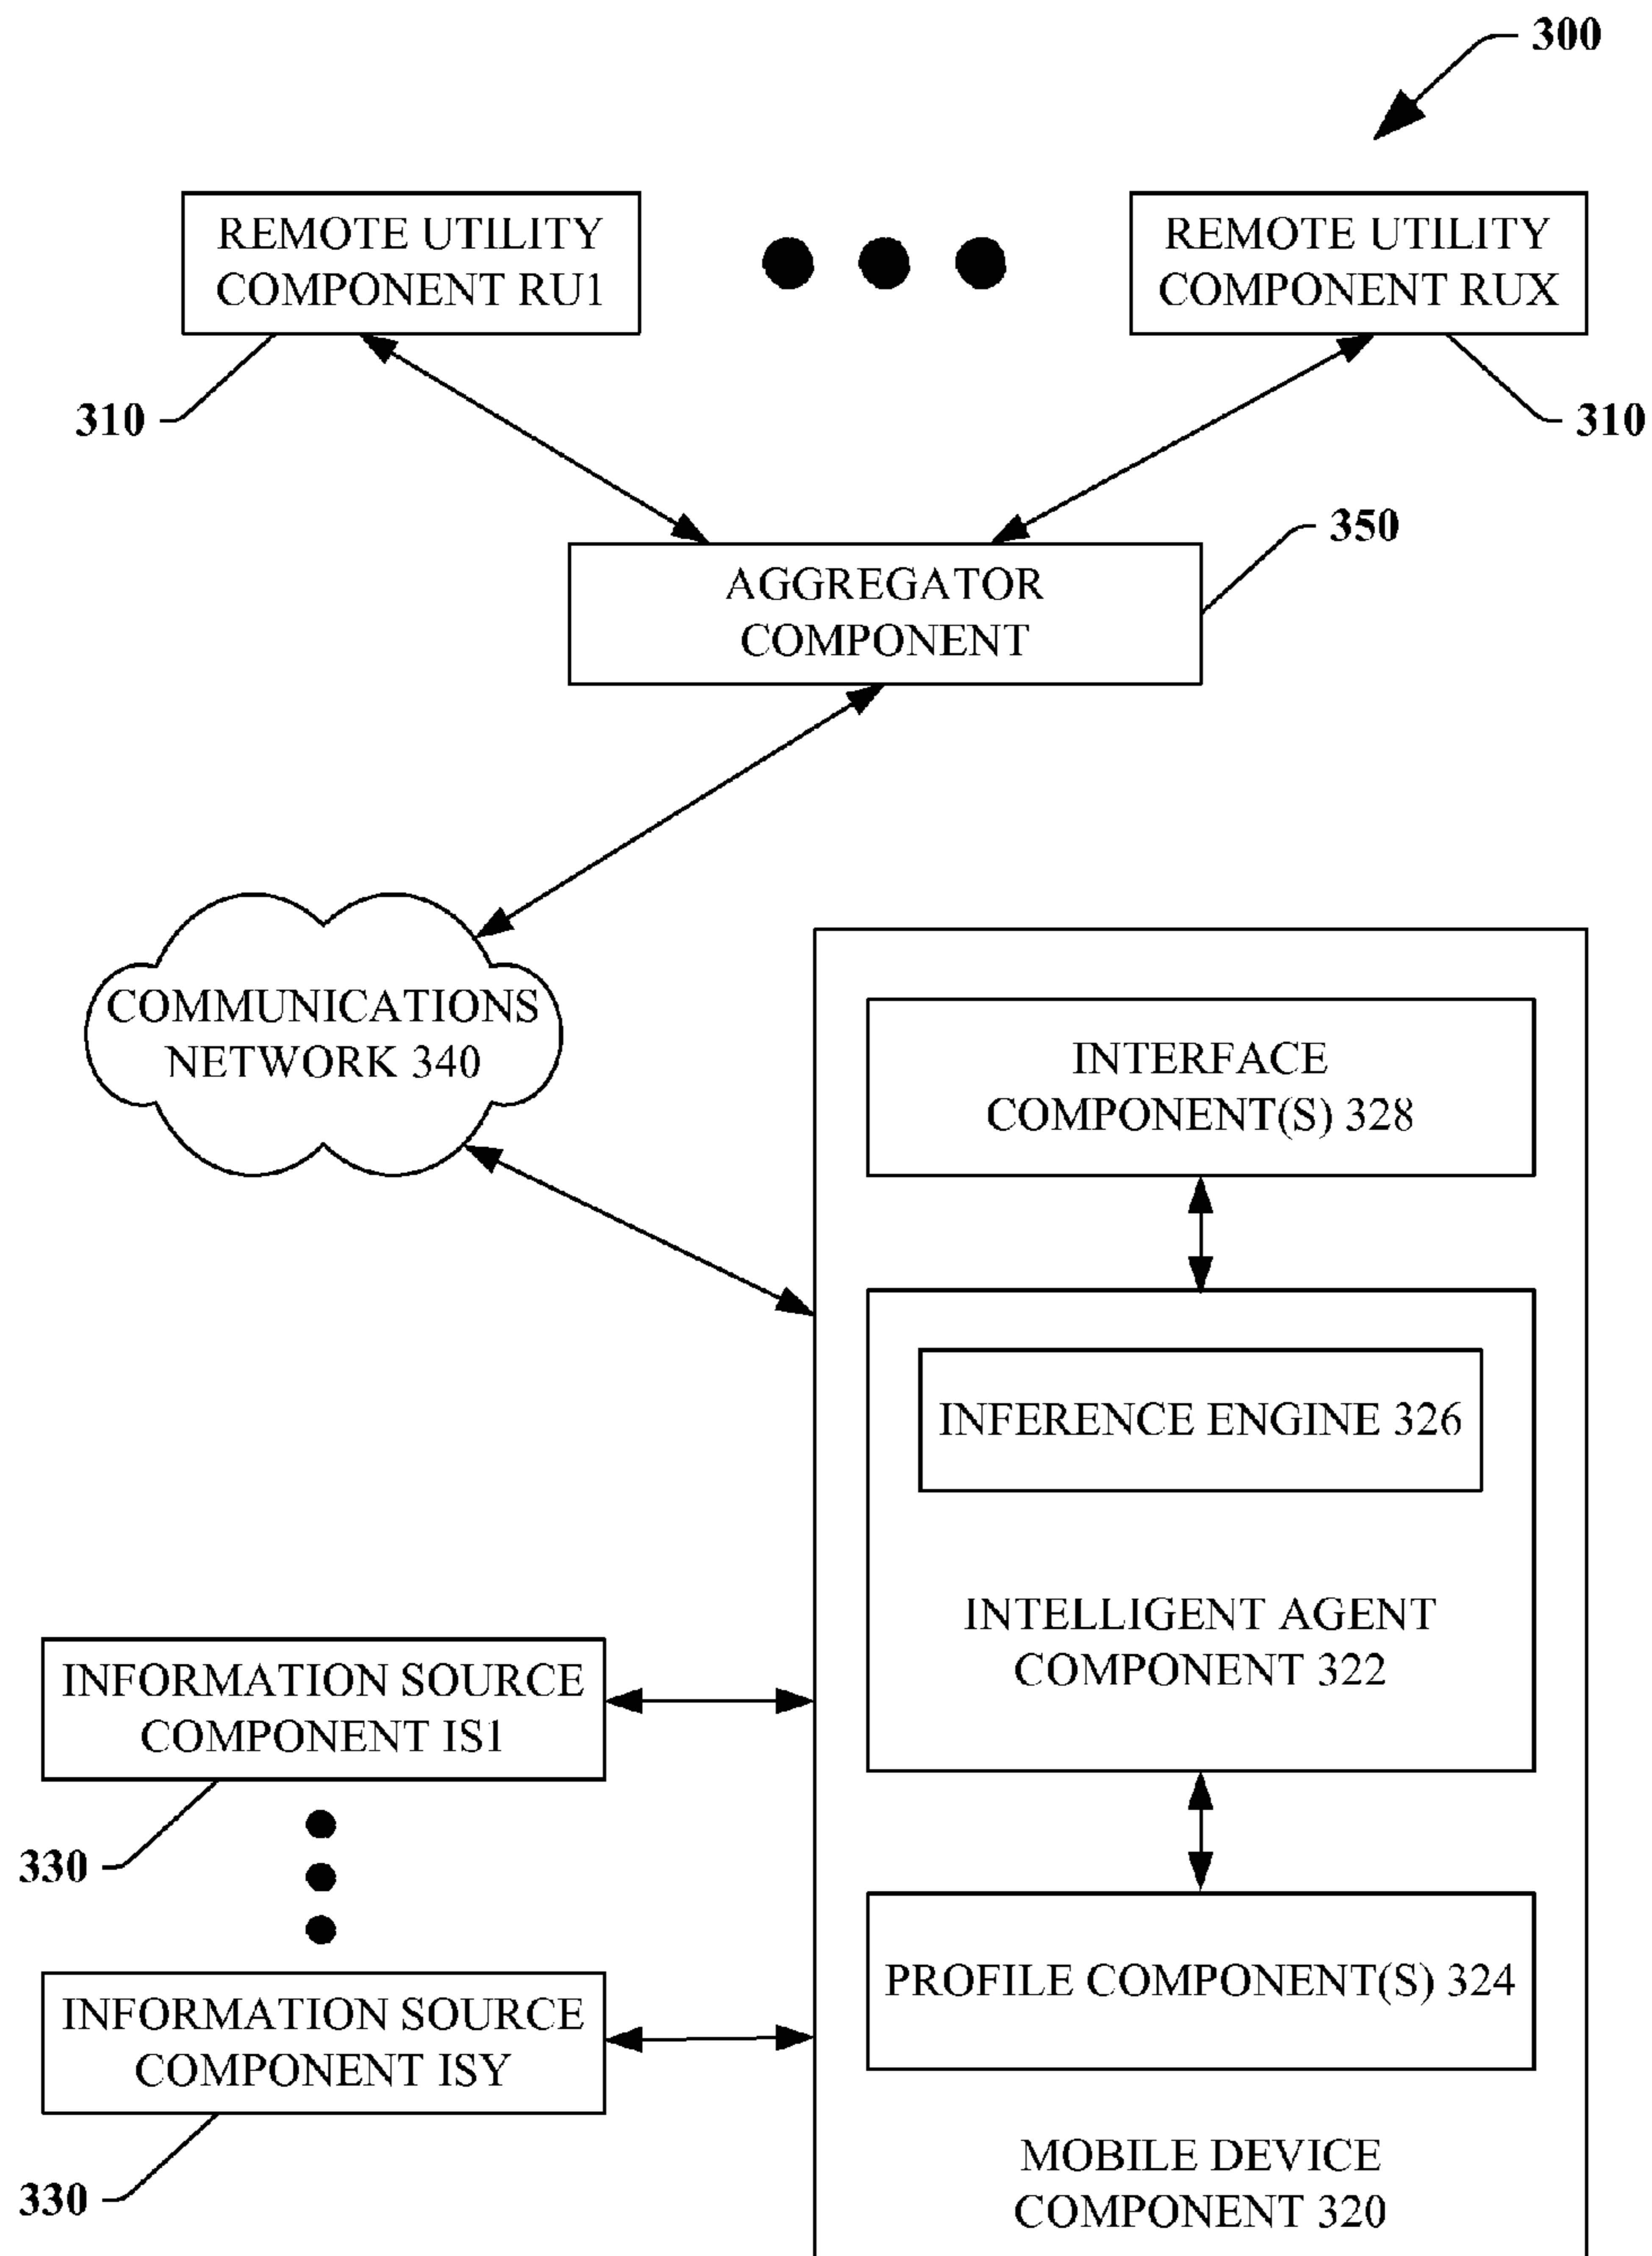 300
REMOTE UTILITY
COMPONENT RU1
REMOTE UTILITY
COMPONENT RUX
310
310
350
AGGREGATOR
COMPONENT
COMMUNICATIONS
NETWORK 340
INTERFACE
COMPONENT(S) 328
INFERENCE ENGINE 326
INTELLIGENT AGENT
COMPONENT 322
INFORMATION SOURCE
COMPONENT IS1
330
PROFILE COMPONENT(S) 324
INFORMATION SOURCE
COMPONENT ISY
330
MOBILE DEVICE
COMPONENT 320